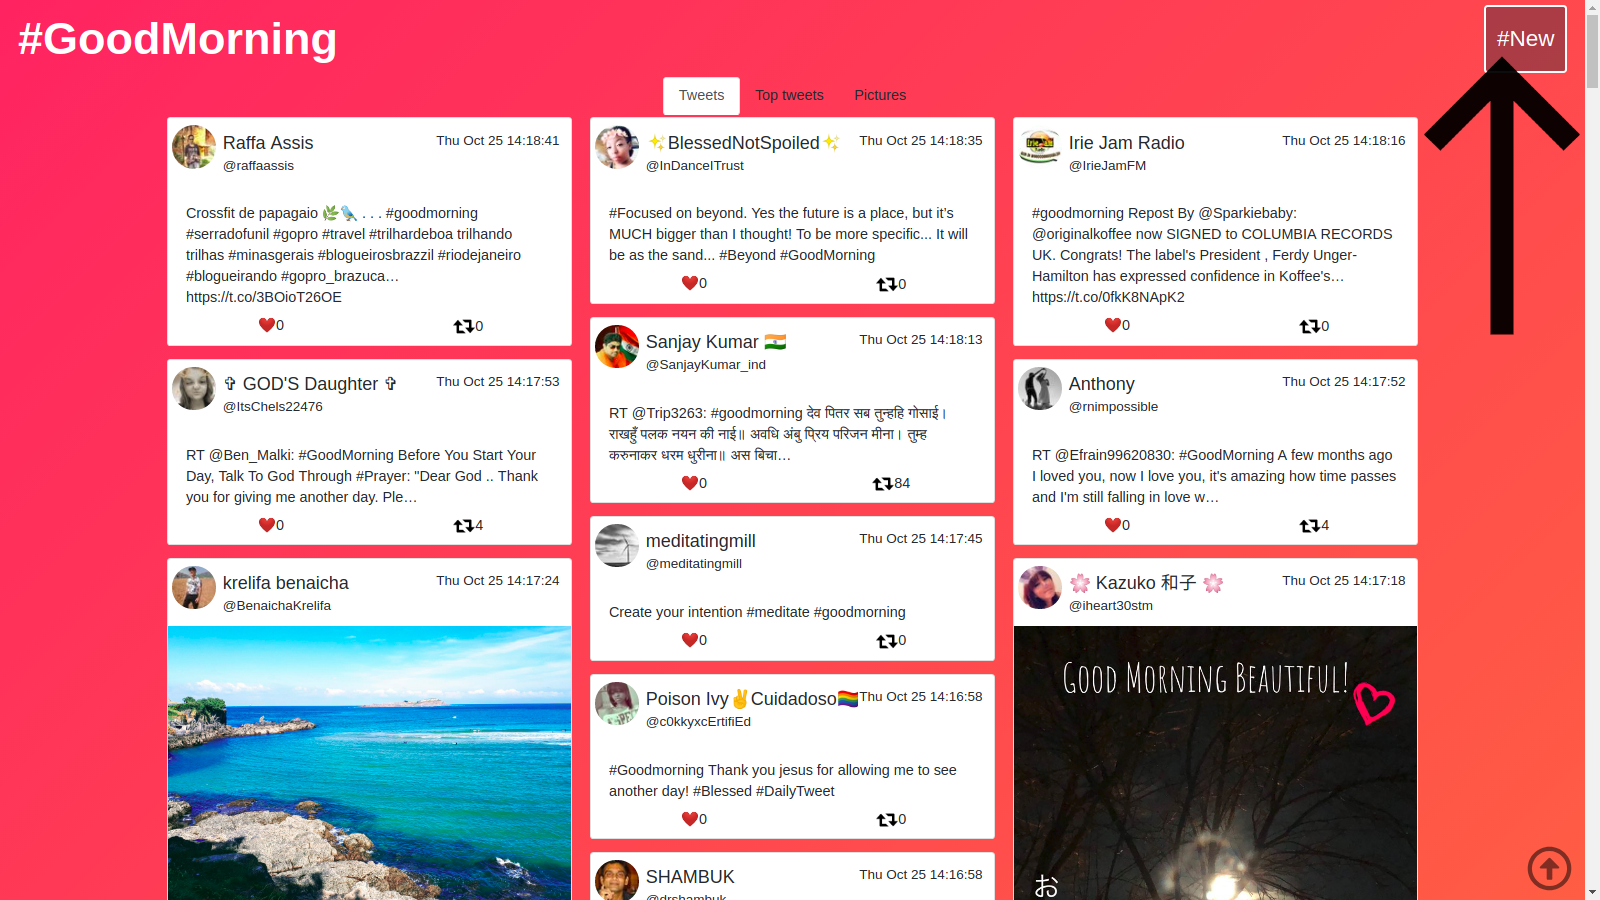 #GoodMorning
#New
Tweets
Top tweets
Pictures
Raffa Assis
Thu Oct 25 14:18:41
@raffaassis
Crossfit de papagaio 🌿🐦 . . . #goodmorning
#serradofunil #gopro #travel #trilhardeboa trilhando
trilhas #minasgerais #blogueirosbrazzil #riodejaneiro
#blogueirando #gopro_brazuca…
https://t.co/3BOioT26OE
❤️0
0
✞ GOD'S Daughter ✞
Thu Oct 25 14:17:53
@ItsChels22476
RT @Ben_Malki: #GoodMorning Before You Start Your
Day, Talk To God Through #Prayer: "Dear God .. Thank
you for giving me another day. Ple…
❤️0
4
krelifa benaicha
Thu Oct 25 14:17:24
@BenaichaKrelifa
✨BlessedNotSpoiled✨
Thu Oct 25 14:18:35
@InDanceITrust
#Focused on beyond. Yes the future is a place, but it's
MUCH bigger than I thought! To be more specific... It will
be as the sand... #Beyond #GoodMorning
❤️0
0
Sanjay Kumar 🇮🇳
Thu Oct 25 14:18:13
@SanjayKumar_ind
RT @Trip3263: #goodmorning देव पितर सब तुन्हहि गोसाई।
राखहुँ पलक नयन की नाई॥ अवधि अंबु प्रिय परिजन मीना। तुम्ह
करुनाकर धरम धुरीना॥ अस बिचा…
❤️0
84
meditatingmill
Thu Oct 25 14:17:45
@meditatingmill
Create your intention #meditate #goodmorning
❤️0
0
Poison Ivy✌Cuidadoso🏳️‍🌈
Thu Oct 25 14:16:58
@c0kkyxcErtifiEd
#Goodmorning Thank you jesus for allowing me to see
another day! #Blessed #DailyTweet
❤️0
0
SHAMBUK
Thu Oct 25 14:16:58
@drshambuk
Irie Jam Radio
Thu Oct 25 14:18:16
@IrieJamFM
#goodmorning Repost By @Sparkiebaby:
@originalkoffee now SIGNED to COLUMBIA RECORDS
UK. Congrats! The label's President , Ferdy Unger-
Hamilton has expressed confidence in Koffee's…
https://t.co/0fkK8NApK2
❤️0
0
Anthony
Thu Oct 25 14:17:52
@rnimpossible
RT @Efrain99620830: #GoodMorning A few months ago
I loved you, now I love you, it's amazing how time passes
and I'm still falling in love w…
❤️0
4
🌸 Kazuko 和子 🌸
Thu Oct 25 14:17:18
@iheart30stm
GOOD MORNING BEAUTIFUL!
お